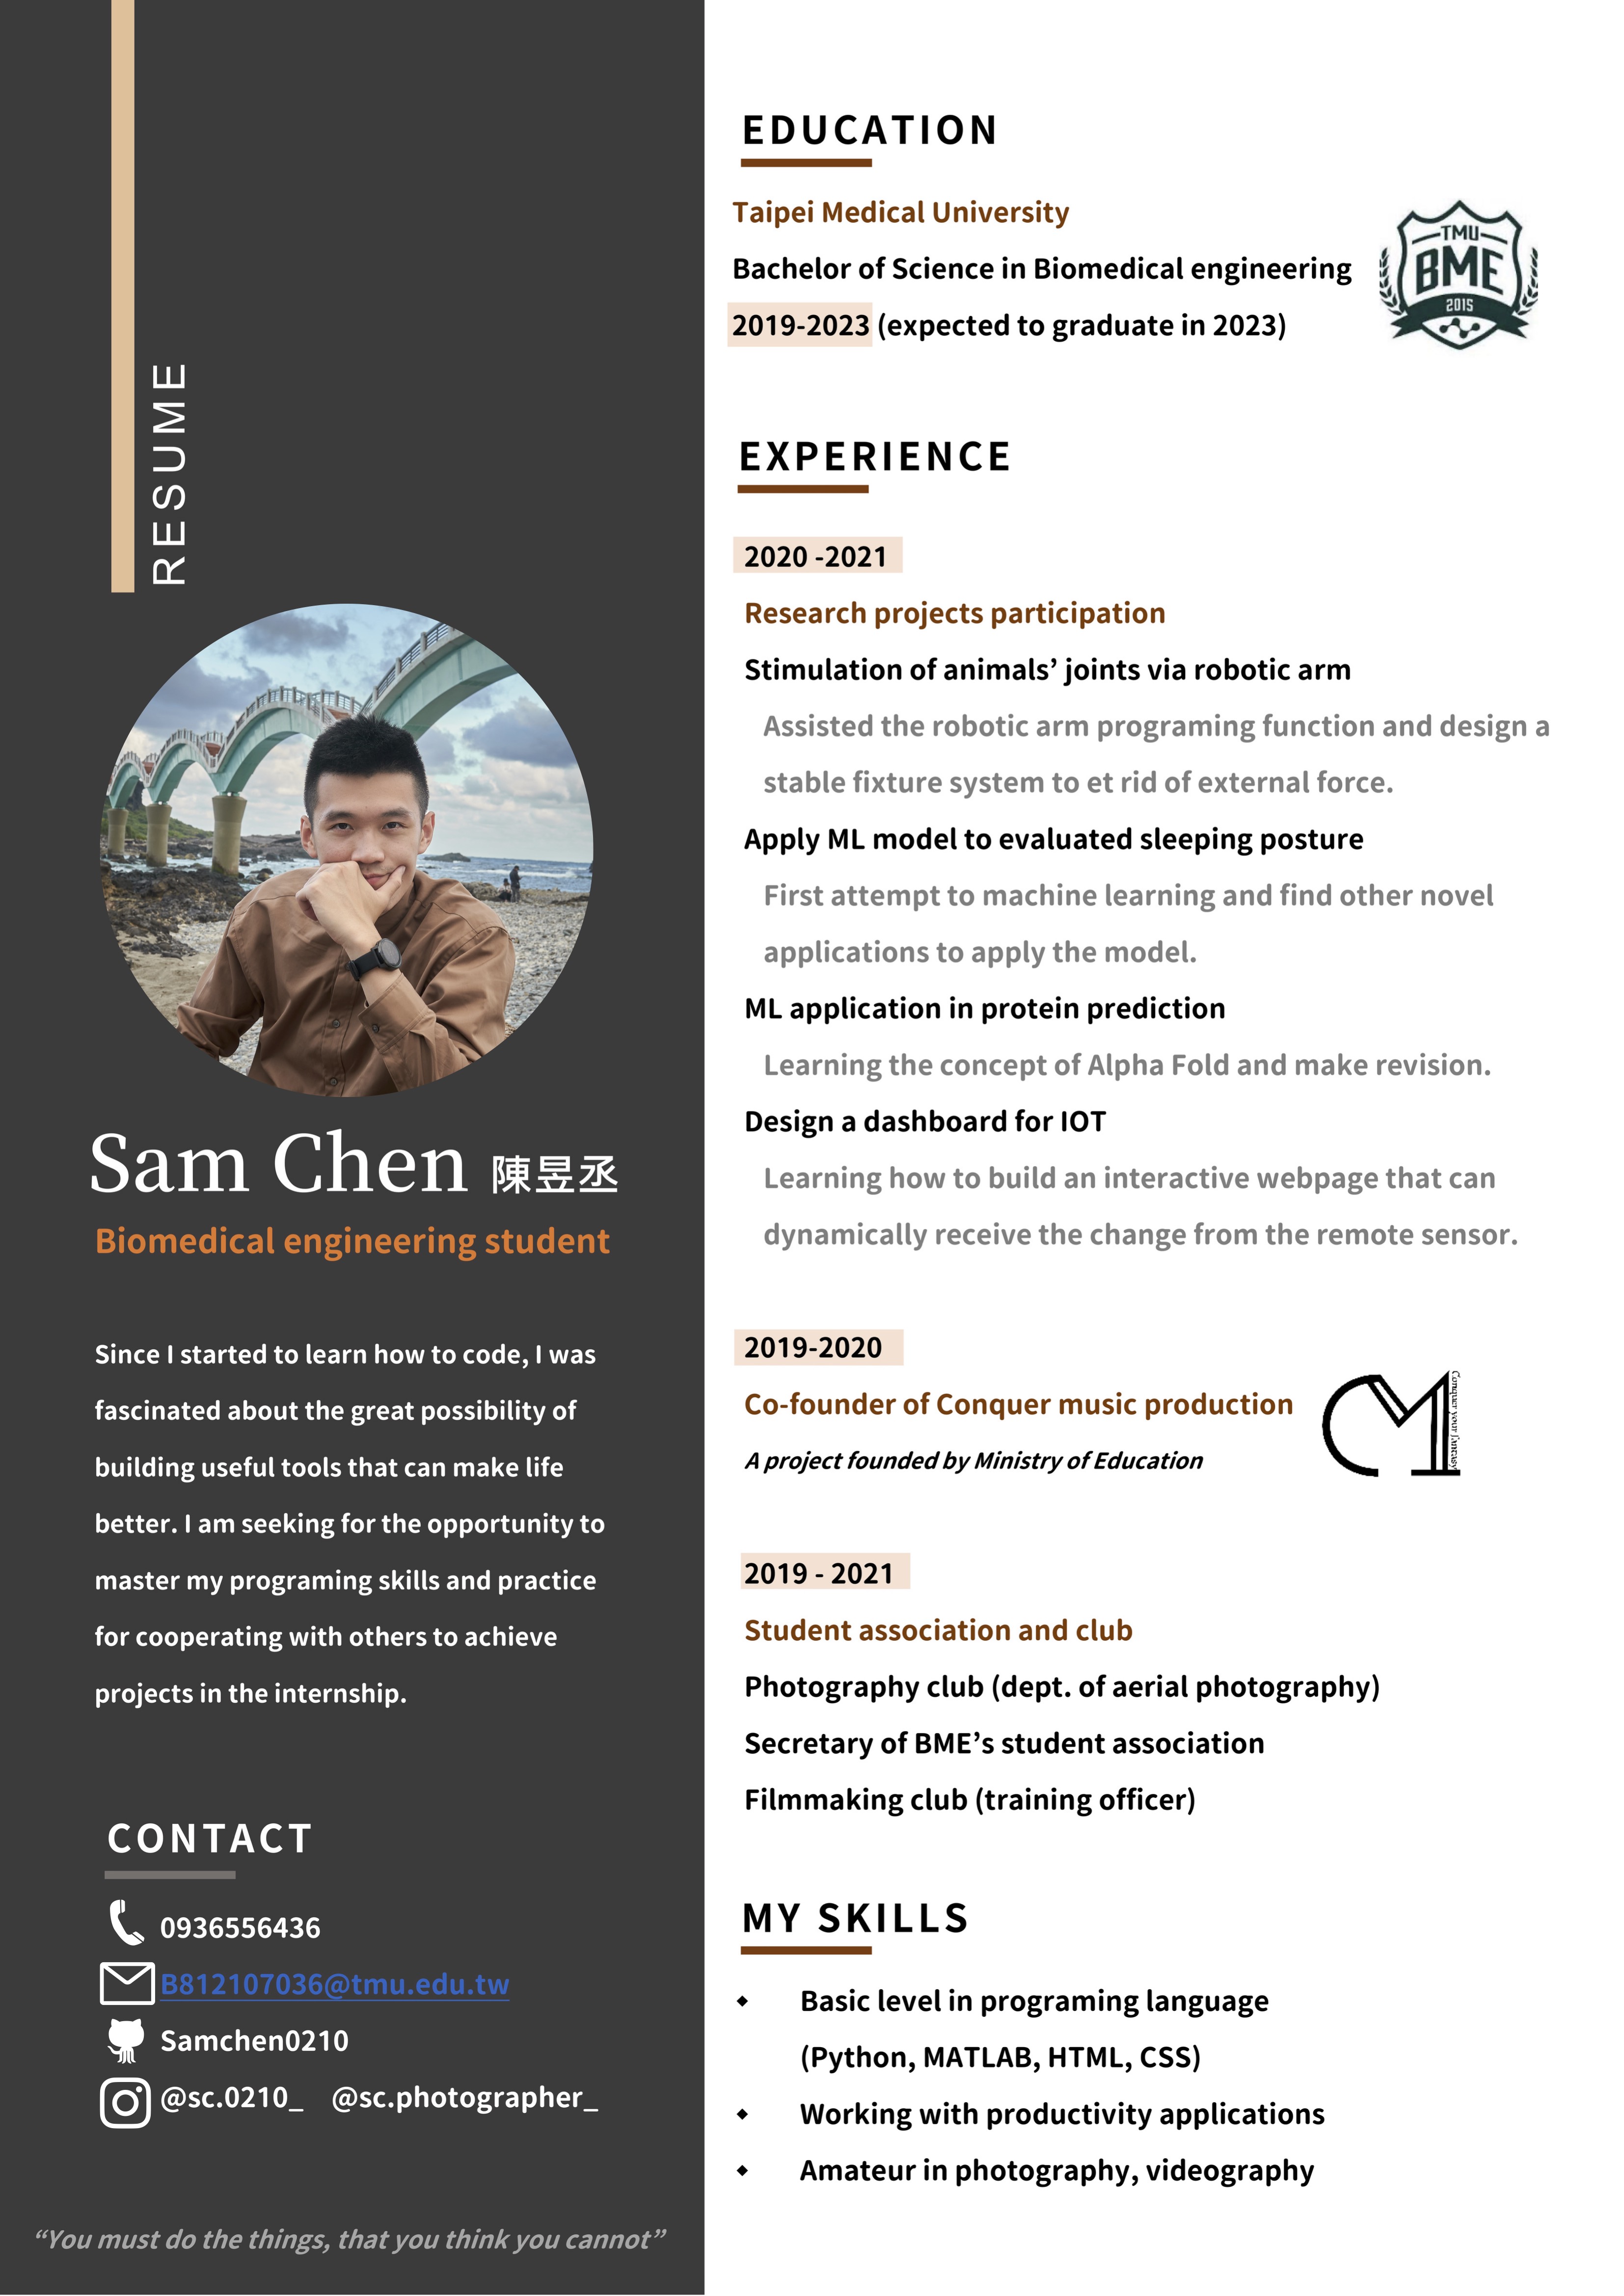 RESUME
Sam Chen 陳昱丞
Biomedical engineering student
Since I started to learn how to code, I was
fascinated about the great possibility of
building useful tools that can make life
better. I am seeking for the opportunity to
master my programing skills and practice
for cooperating with others to achieve
projects in the internship.
CONTACT
0936556436
B812107036@tmu.edu.tw
Samchen0210
@sc.0210_ @sc.photographer_
“You must do the things, that you think you cannot”
EDUCATION
Taipei Medical University
Bachelor of Science in Biomedical engineering
2019-2023 (expected to graduate in 2023)
TMU
BME
2015
EXPERIENCE
2020 -2021
Research projects participation
Stimulation of animals’ joints via robotic arm
Assisted the robotic arm programing function and design a
stable fixture system to et rid of external force.
Apply ML model to evaluated sleeping posture
First attempt to machine learning and find other novel
applications to apply the model.
ML application in protein prediction
Learning the concept of Alpha Fold and make revision.
Design a dashboard for IOT
Learning how to build an interactive webpage that can
dynamically receive the change from the remote sensor.
2019-2020
Co-founder of Conquer music production
A project founded by Ministry of Education
CM
Conquer your fantasy
2019 - 2021
Student association and club
Photography club (dept. of aerial photography)
Secretary of BME’s student association
Filmmaking club (training officer)
MY SKILLS
Basic level in programing language
(Python, MATLAB, HTML, CSS)
Working with productivity applications
Amateur in photography, videography